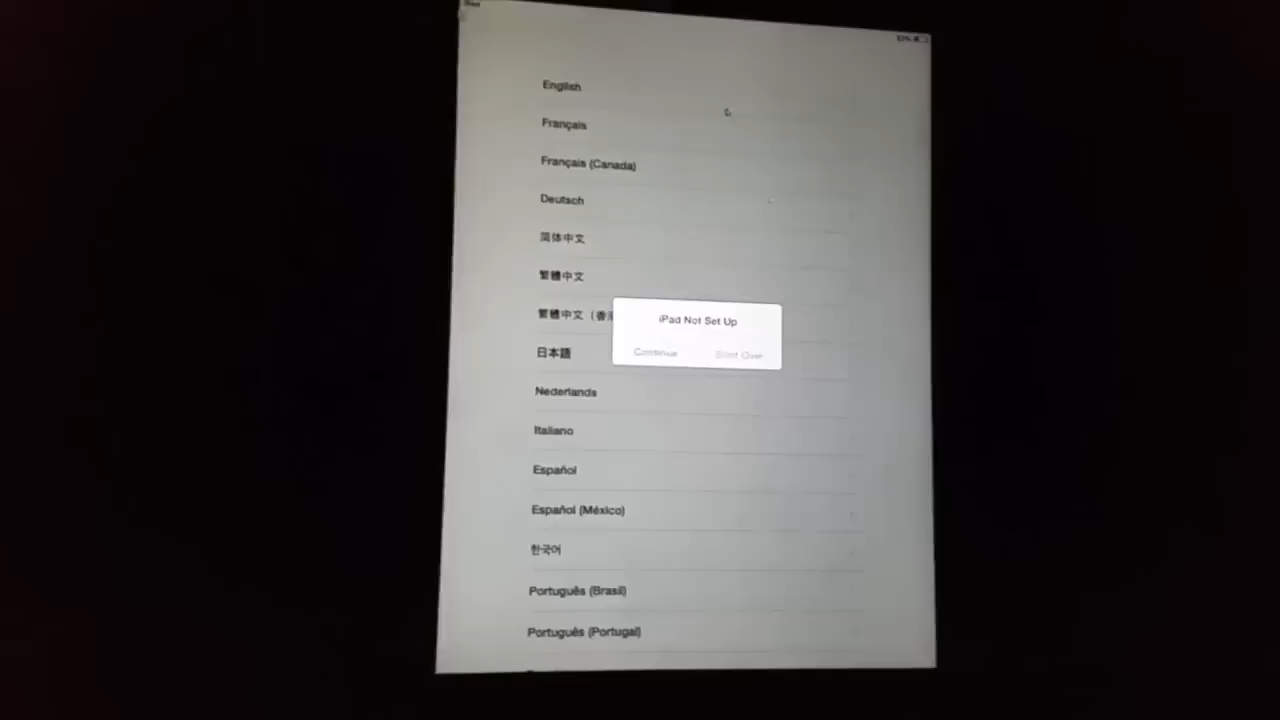 iPad
English
Français
Français (Canada)
Deutsch
简体中文
繁體中文
繁體中文（香港
日本語
iPad Not Set Up
Continue Start Over
Nederlands
Italiano
Español
Español (México)
한국어
Português (Brasil)
Português (Portugal)